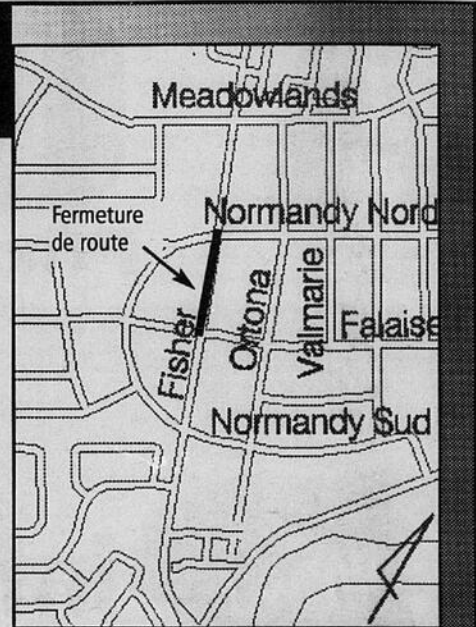 Meadowlands
Fermeture
de route
Normandy Nord
Fisher
Ortona
Valmarie
Falaise
Normandy Sud